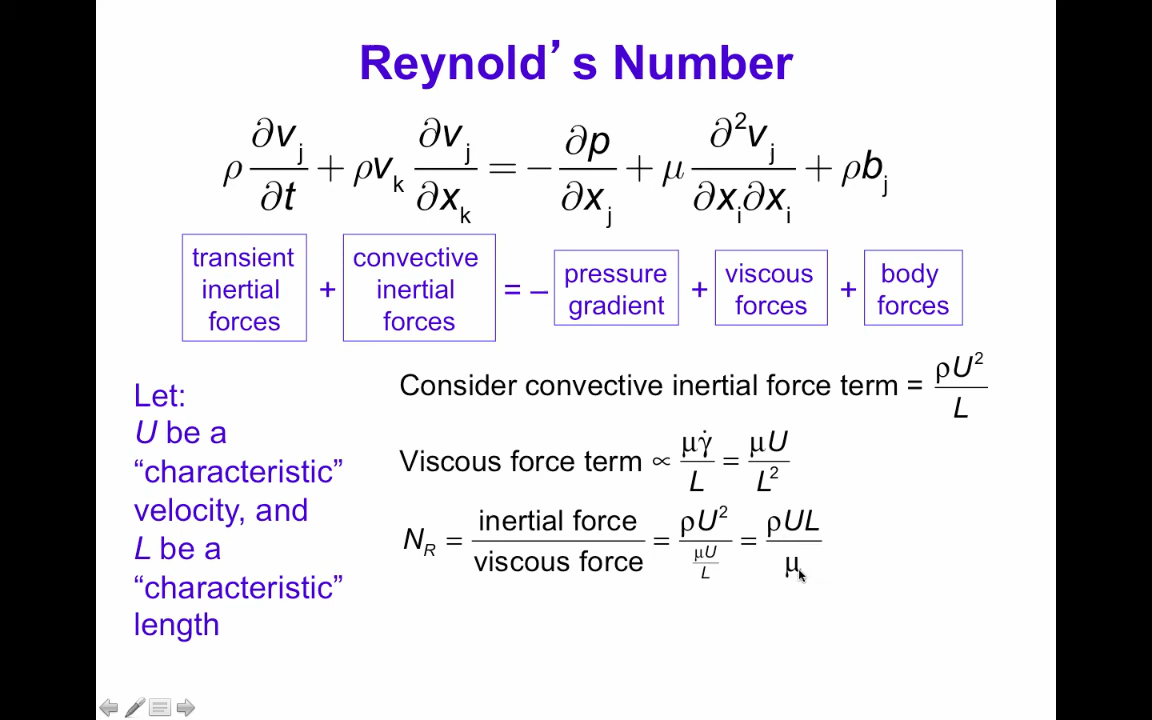 Reynold’s Number
ρ ∂v_j/∂t + ρv_k ∂v_j/∂x_k = − ∂p/∂x_j + μ ∂²v_j/∂x_i∂x_i + ρb_j
transient inertial forces + convective inertial forces = – pressure gradient + viscous forces + body forces
Let:
U be a
“characteristic”
velocity, and
L be a
“characteristic”
length
Consider convective inertial force term = ρU²/L
Viscous force term ∝ μγ̇/L = μU/L²
N_R = inertial force/viscous force = ρU²/(μU/L) = ρUL/μ